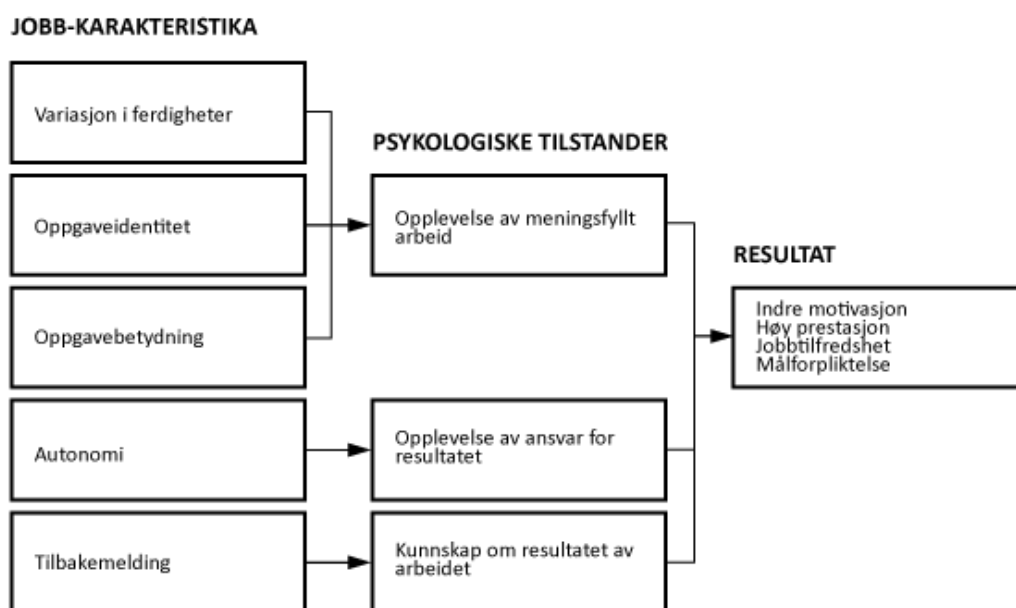 JOBB-KARAKTERISTIKA
Variasjon i ferdigheter
Oppgaveidentitet
Oppgavebetydning
Autonomi
Tilbakemelding
PSYKOLOGISKE TILSTANDER
Opplevelse av meningsfylt
arbeid
Opplevelse av ansvar for
resultatet
Kunnskap om resultatet av
arbeidet
RESULTAT
Indre motivasjon
Høy prestasjon
Jobbtilfredshet
Målforpliktelse